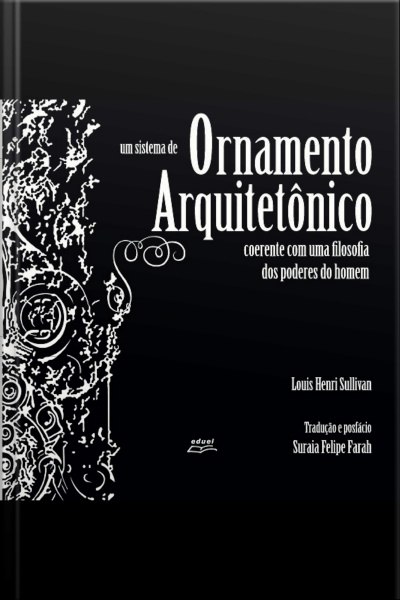 um sistema de Ornamento
Arquitetônico
coerente com uma filosofia
dos poderes do homem
Louis Henri Sullivan
Tradução e posfácio
Suraia Felipe Farah
eduel